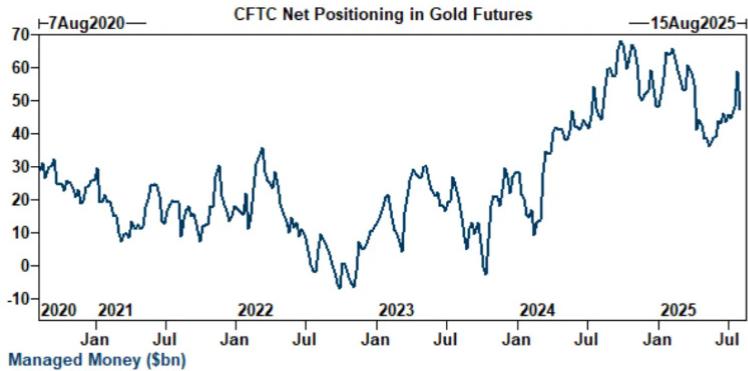 CFTC Net Positioning in Gold Futures
7Aug2020
15Aug2025
70
60
50
40
30
20
10
0
-10
2020 2021 2022 2023 2024 2025
Jan Jul Jan Jul Jan Jul Jan Jul Jan Jul
Managed Money ($bn)